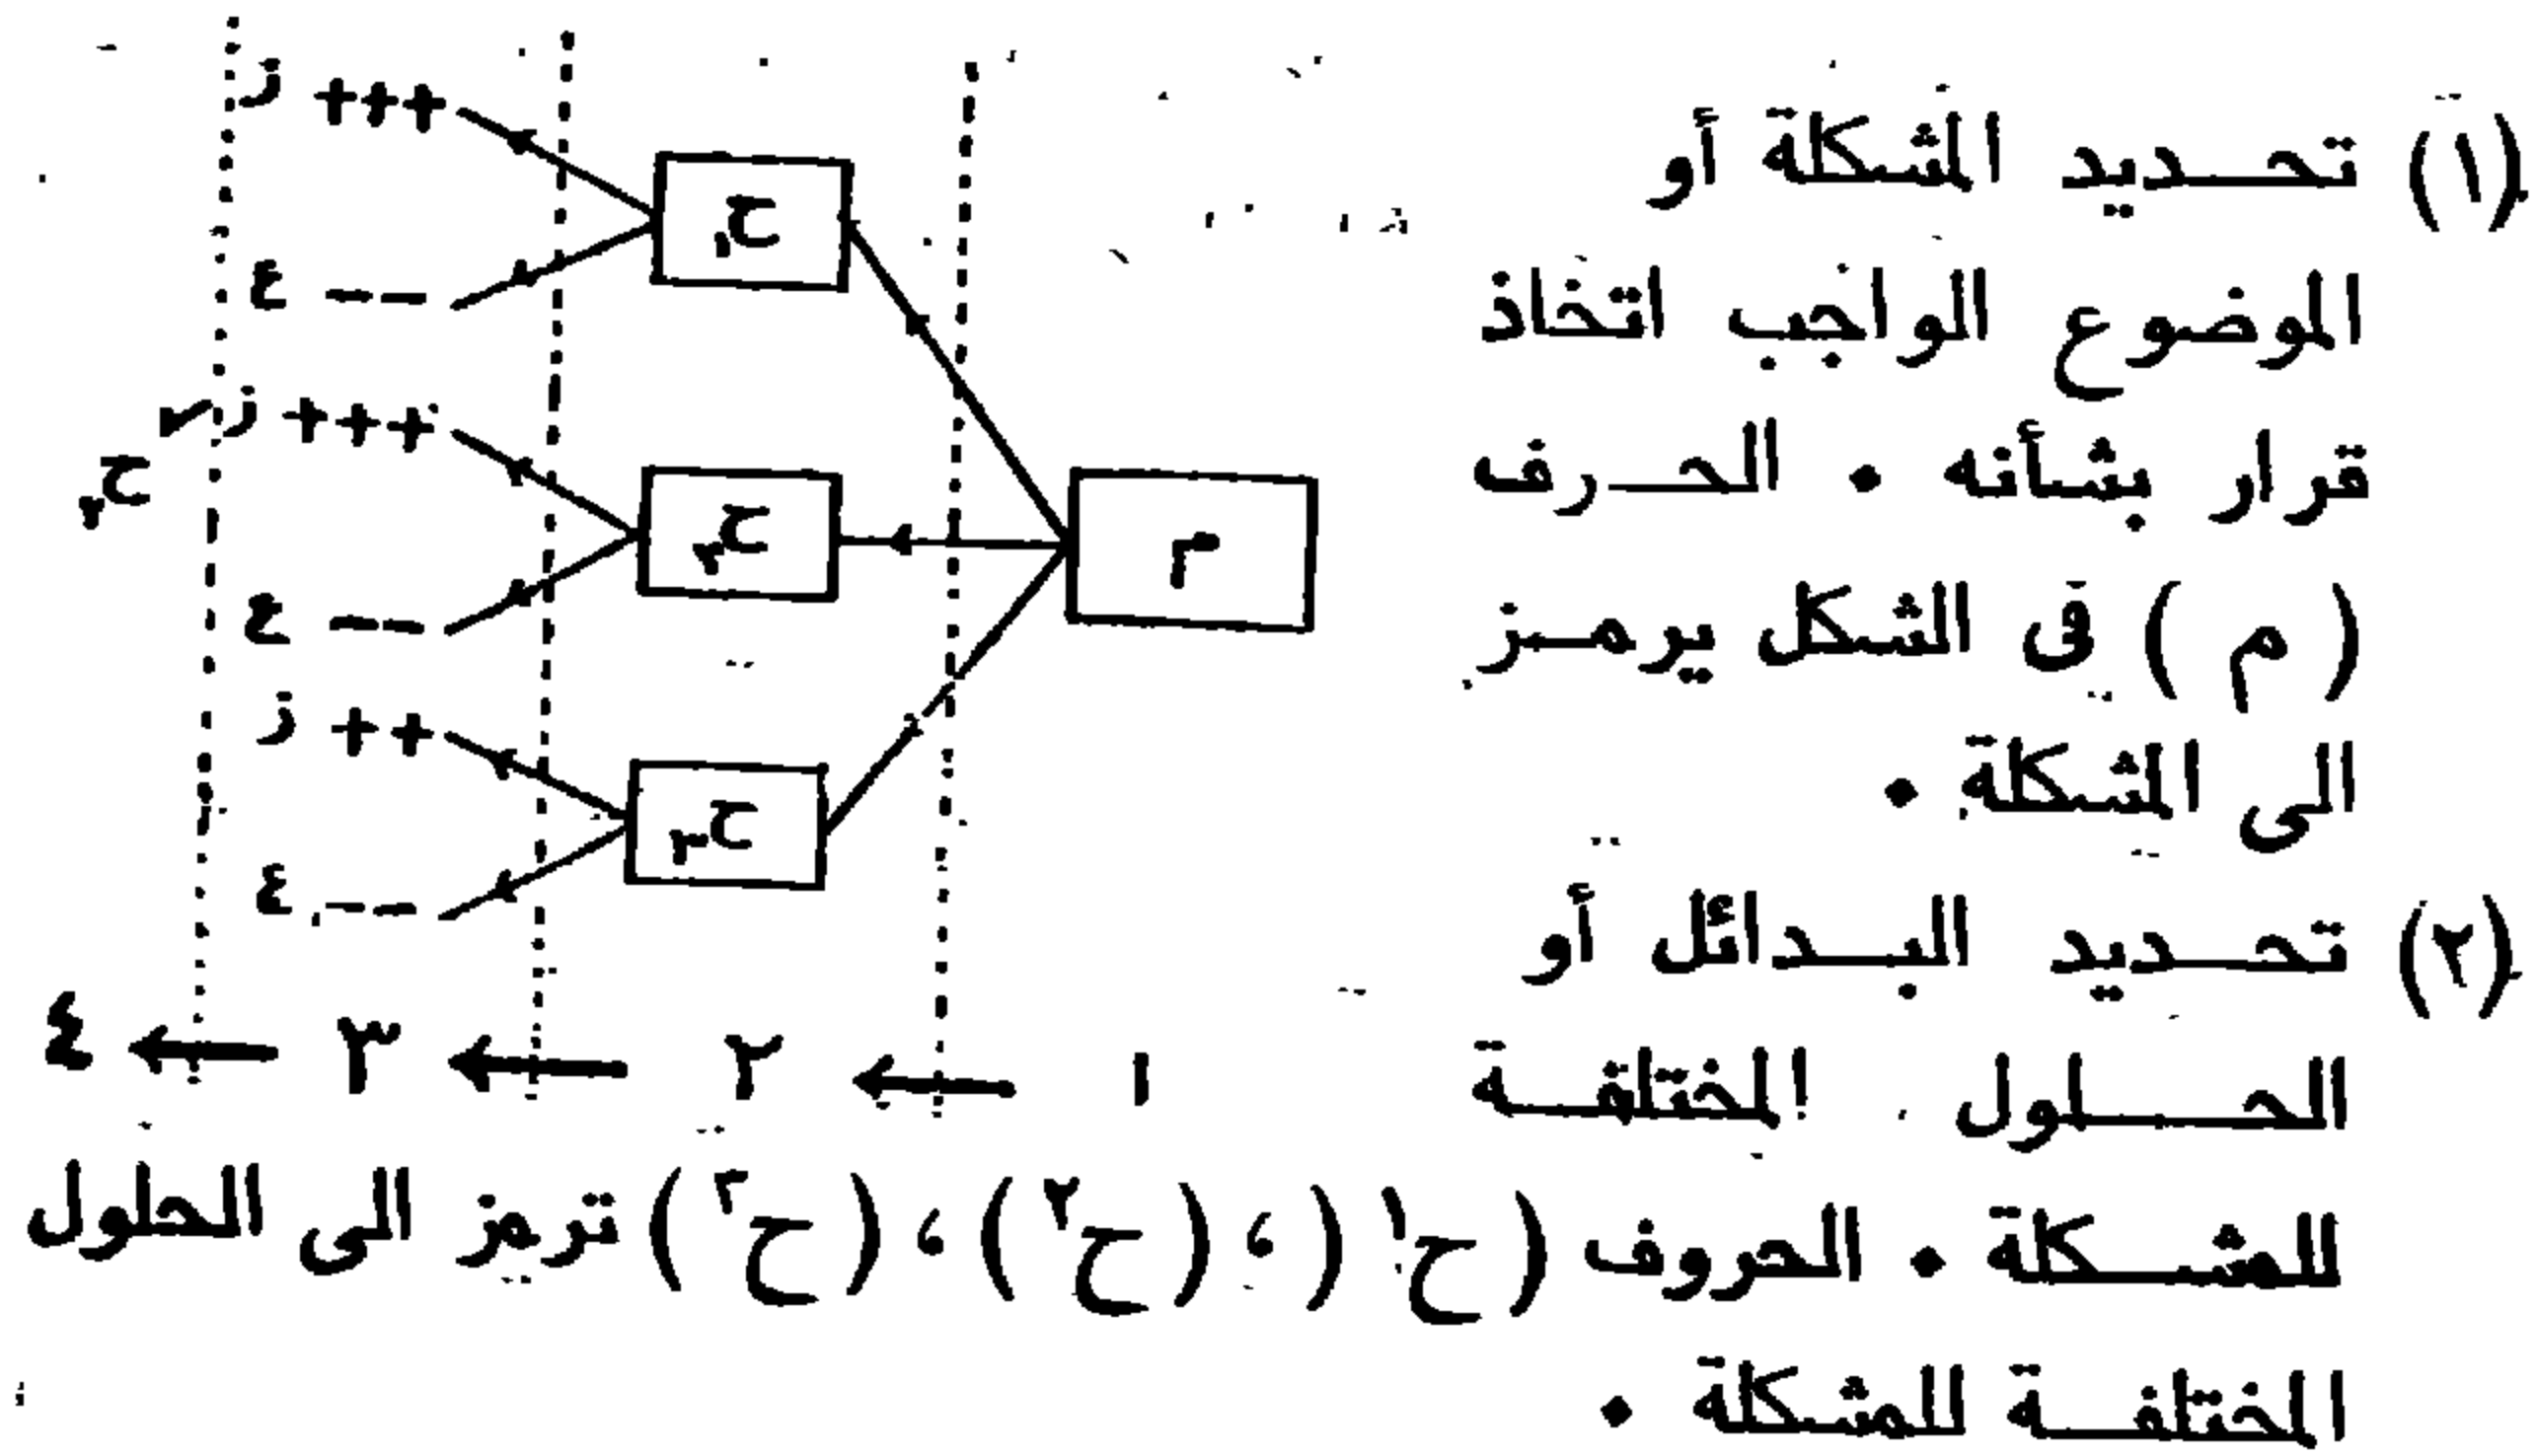 (١) تحديد المشكلة أو
الموضوع الواجب اتخاذ
قرار بشأنه . الحرف
( م ) فى الشكل يرمز
الى المشكلة .
(٢) تحديد البدائل أو
الحلول المختلفة
للمشكلة . الحروف (ح١) ، (ح٢) ، (ح٣) ترمز الى الحلول
المختلفة للمشكلة .
م
ح١
+++ ز
-- ع
ح٢
+++ ز
-- ع
ح٣
++ ز
-- ع
ح٢
١ ← ٢ ← ٣ ← ٤